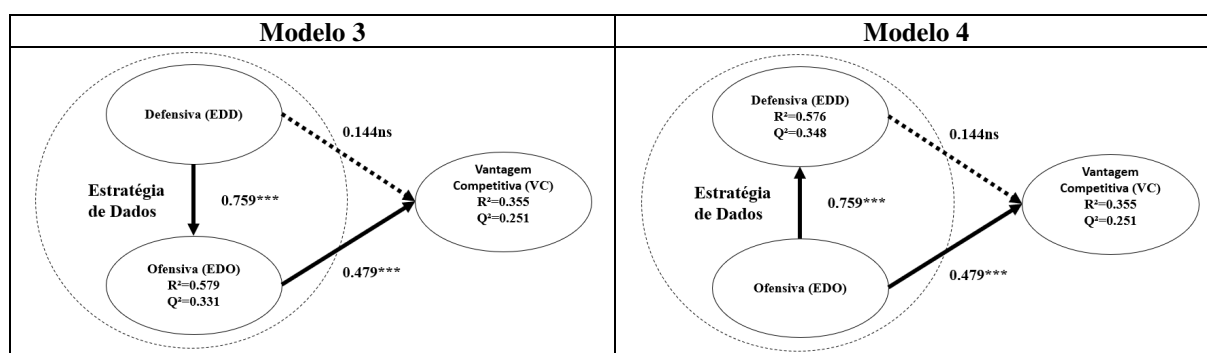 Modelo 3
Defensiva (EDD)
0.144ns
Vantagem
Competitiva (VC)
R²=0.355
Q²=0.251
Estratégia
de Dados
0.759***
Ofensiva (EDO)
R²=0.579
Q²=0.331
0.479***
Modelo 4
Defensiva (EDD)
R²=0.576
Q²=0.348
0.144ns
Vantagem
Competitiva (VC)
R²=0.355
Q²=0.251
Estratégia
de Dados
0.759***
Ofensiva (EDO)
0.479***